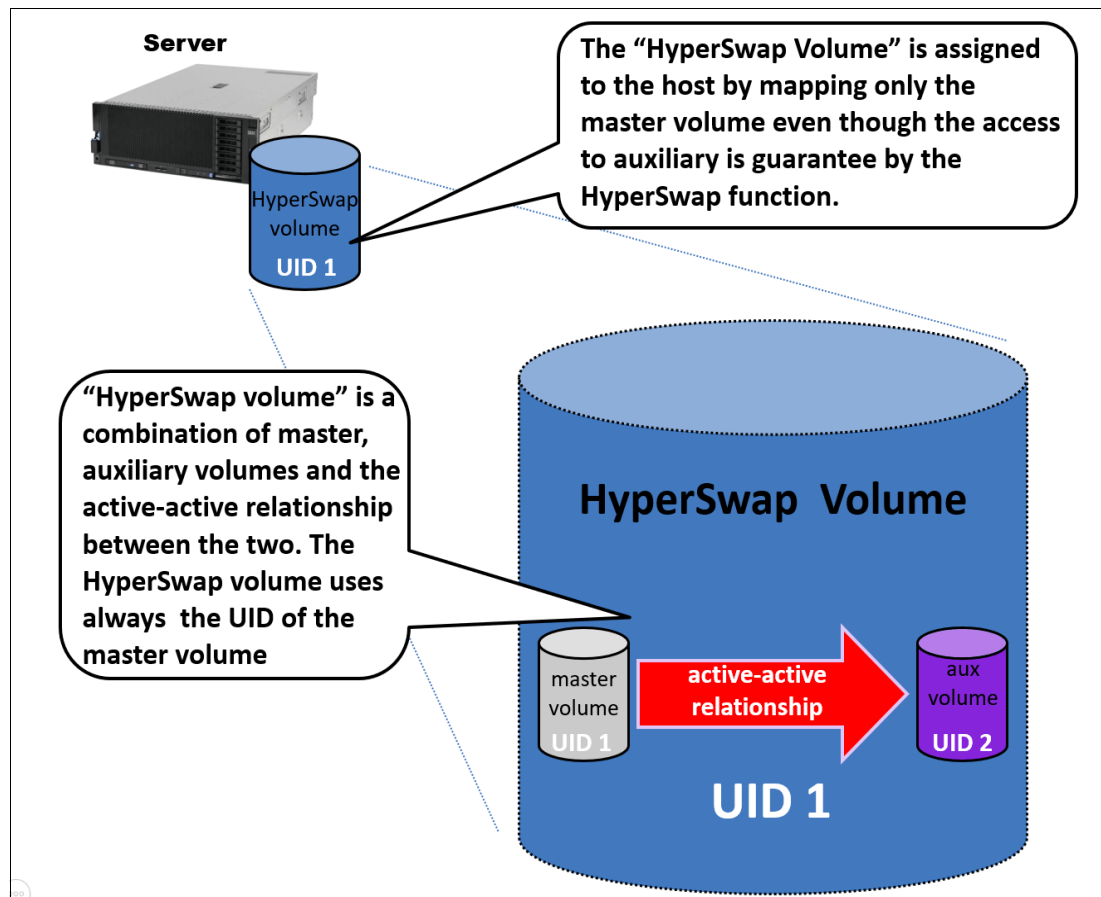 Server
The “HyperSwap Volume” is assigned
to the host by mapping only the
master volume even though the access
to auxiliary is guarantee by the
HyperSwap function.
HyperSwap
volume
UID 1
“HyperSwap volume” is a
combination of master,
auxiliary volumes and the
active-active relationship
between the two. The
HyperSwap volume uses
always the UID of the
master volume
HyperSwap Volume
master
volume
UID 1
active-active
relationship
aux
volume
UID 2
UID 1